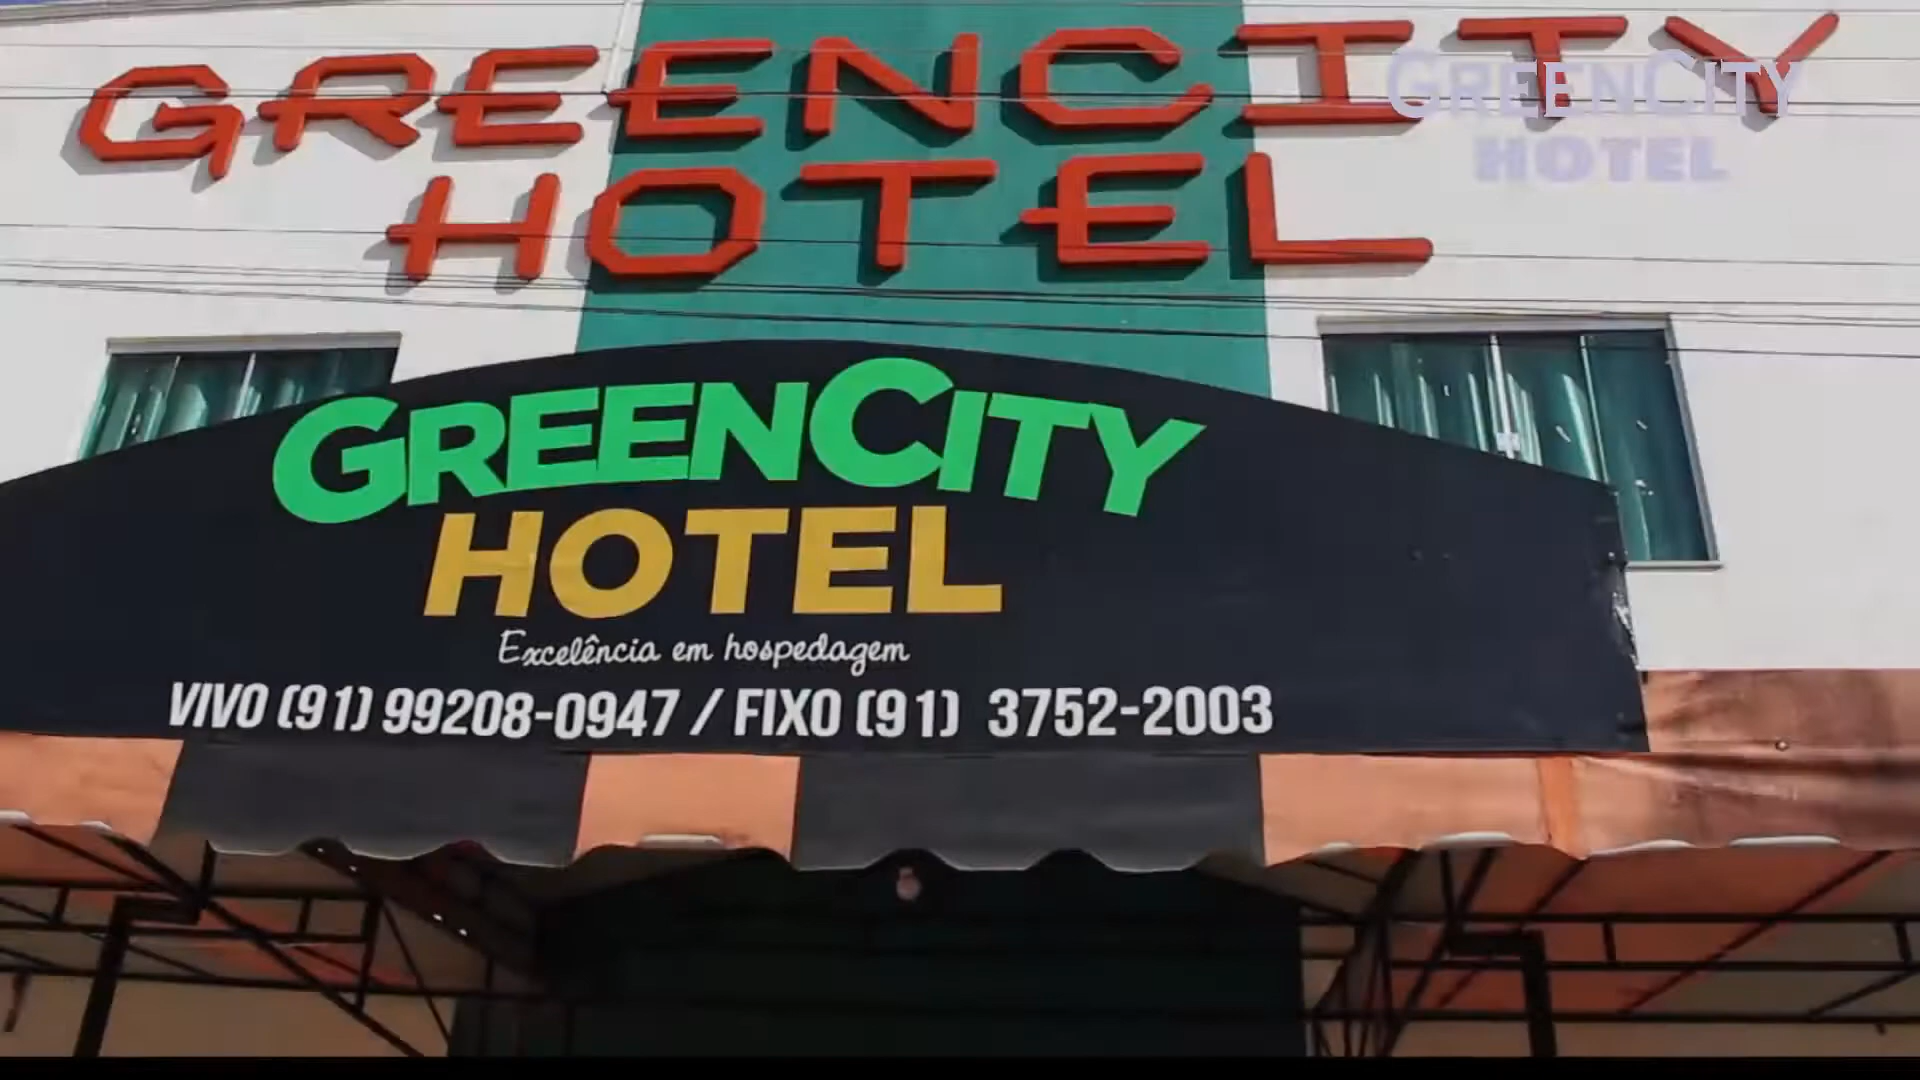 GREENCITY
HOTEL
GREENCITY
HOTEL
GREENCITY
HOTEL
Excelência em hospedagem
VIVO (91) 99208-0947 / FIXO (91) 3752-2003